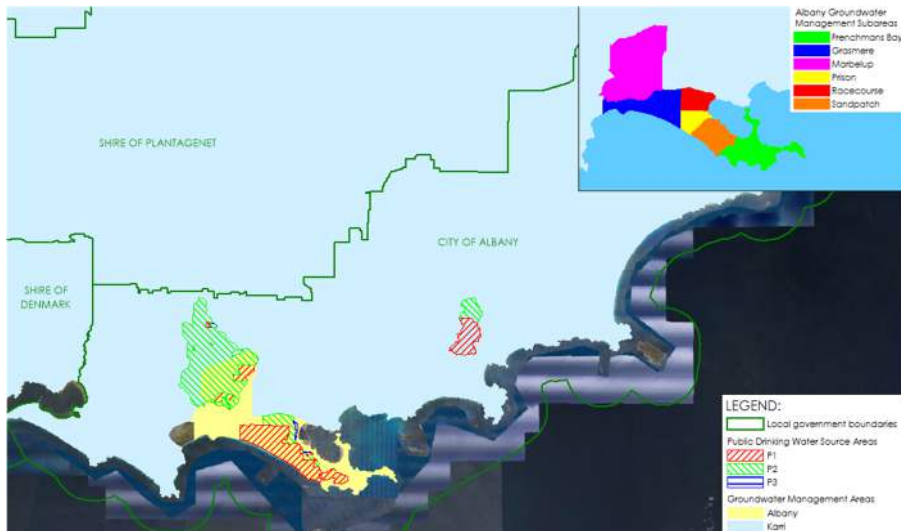 Albany Groundwater
Management Subareas
Frenchmans Bay
Grasmere
Marbelup
Prison
Racecourse
Sandpatch
SHIRE OF PLANTAGENET
CITY OF ALBANY
SHIRE OF
DENMARK
LEGEND:
Local government boundaries
Public Drinking Water Source Areas
P1
P2
P3
Groundwater Management Areas
Albany
Karri